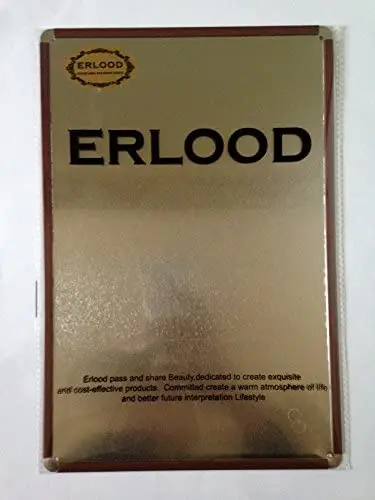 ERLOOD
ERLOOD
Erlood pass and share Beauty,dedicated to create exquisite
and cost-effective products. Committed create a warm atmosphere of life
and better future interpretation Lifestyle